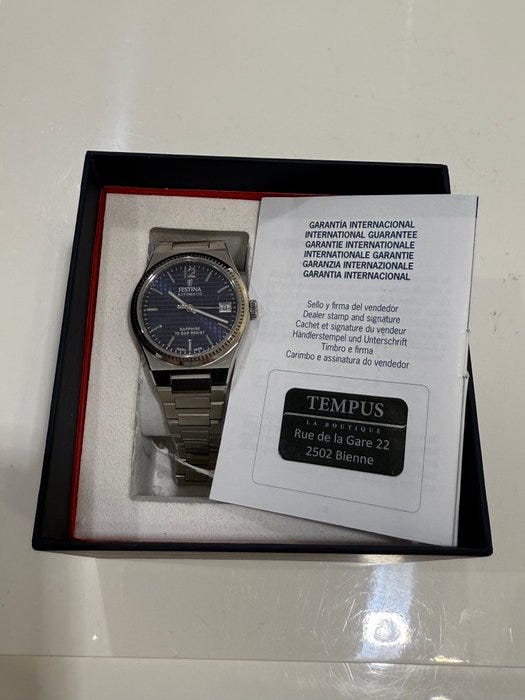 FESTINA
AUTOMATIC
SAPPHIRE
10 BAR RESIST
GARANTÍA INTERNACIONAL
INTERNATIONAL GUARANTEE
GARANTIE INTERNATIONALE
INTERNATIONALE GARANTIE
GARANZIA INTERNAZIONALE
GARANTIA INTERNACIONAL
Sello y firma del vendedor
Dealer stamp and signature
Cachet et signature du vendeur
Händlerstempel und Unterschrift
Timbro e firma
Carimbo e assinatura do vendedor
TEMPUS
LA BOUTIQUE
Rue de la Gare 22
2502 Bienne